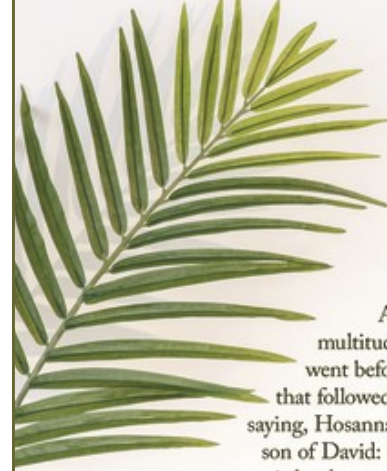 A
multitud
went befo
that followed
saying, Hosanna
son of David: